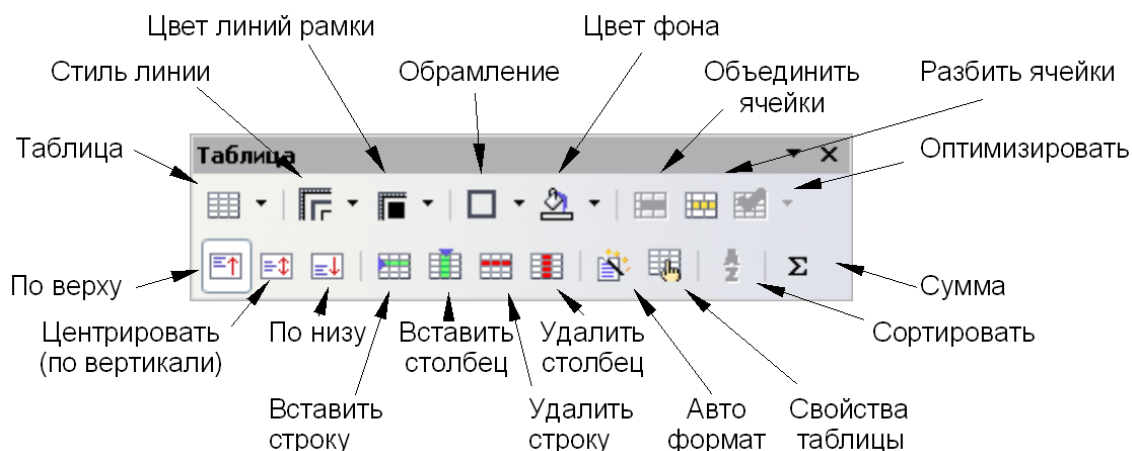 Цвет линий рамки
Цвет фона
Стиль линии
Обрамление
Объединить
ячейки
Разбить ячейки
Таблица
Таблица
Оптимизировать
По верху
Центрировать
(по вертикали)
По низу
Вставить
столбец
Удалить
столбец
Сумма
Сортировать
Вставить
строку
Удалить
строку
Авто
формат
Свойства
таблицы
A
Z
Σ